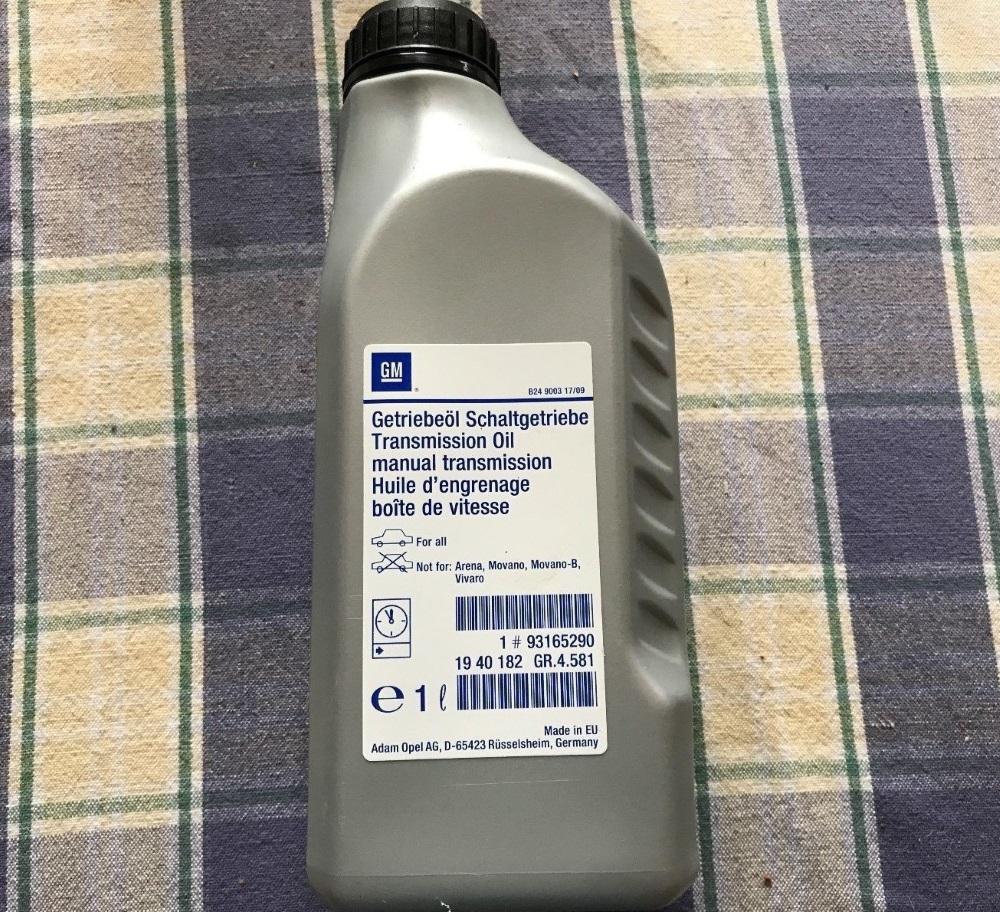 GM
B24 9003 17/09
Getriebeöl Schaltgetriebe
Transmission Oil
manual transmission
Huile d'engrenage
boîte de vitesse
For all
Not for: Arena, Movano, Movano-B,
Vivaro
1 # 93165290
19 40 182 GR.4.581
e 1 ℓ
Made in EU
Adam Opel AG, D-65423 Rüsselsheim, Germany